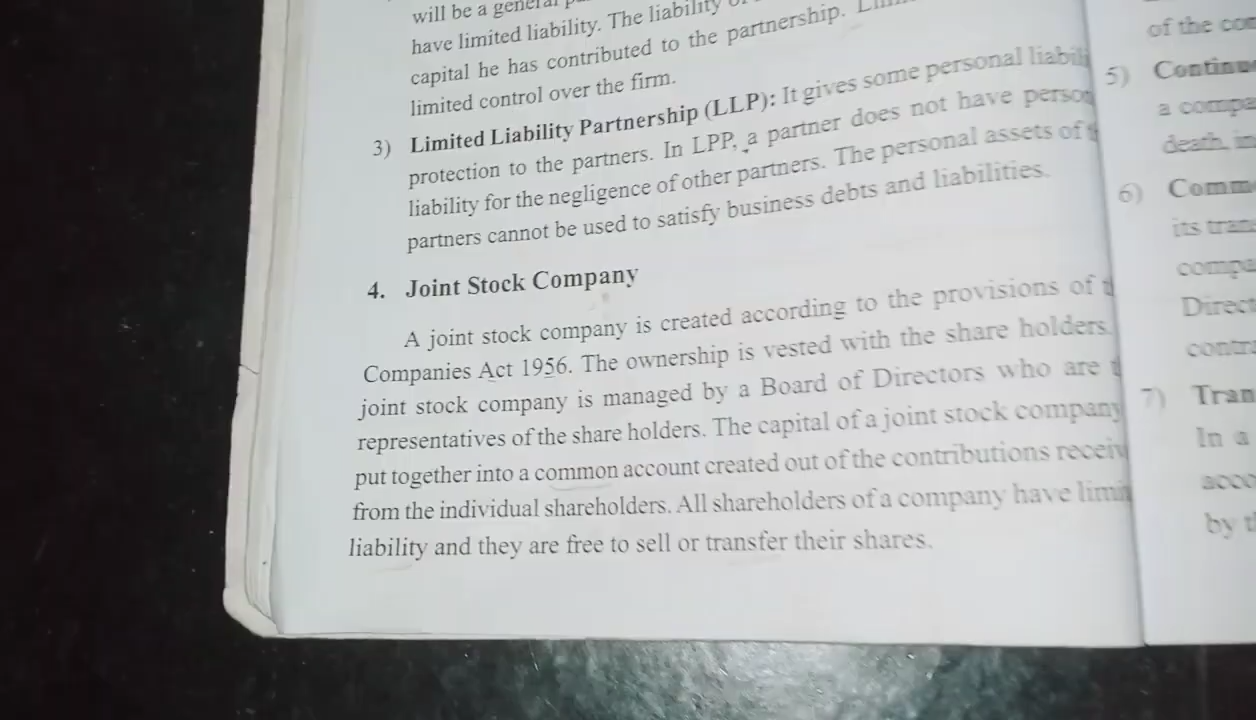 will be a general
have limited liability. The liability
capital he has contributed to the partnership.
limited control over the firm.
3) Limited Liability Partnership (LLP): It gives some personal
protection to the partners. In LPP, a partner does not have
liability for the negligence of other partners. The personal assets of
partners cannot be used to satisfy business debts and liabilities.
4. Joint Stock Company
A joint stock company is created according to the provisions of
Companies Act 1956. The ownership is vested with the share holders.
joint stock company is managed by a Board of Directors who are
representatives of the share holders. The capital of a joint stock company
put together into a common account created out of the contributions
from the individual shareholders. All shareholders of a company have
liability and they are free to sell or transfer their shares.
of the
5)
a
death,
6)
its
7)
In a
by